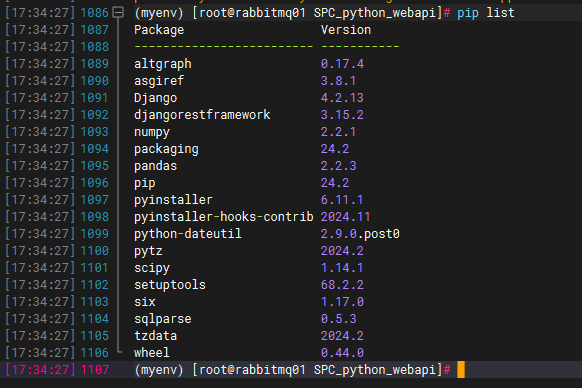 [17:34:27] 1086 (myenv) [root@rabbitmq01 SPC_python_webapi]# pip list
[17:34:27] 1087 Package Version
[17:34:27] 1088 ------------------------ -----------
[17:34:27] 1089 altgraph 0.17.4
[17:34:27] 1090 asgiref 3.8.1
[17:34:27] 1091 Django 4.2.13
[17:34:27] 1092 djangorestframework 3.15.2
[17:34:27] 1093 numpy 2.2.1
[17:34:27] 1094 packaging 24.2
[17:34:27] 1095 pandas 2.2.3
[17:34:27] 1096 pip 24.2
[17:34:27] 1097 pyinstaller 6.11.1
[17:34:27] 1098 pyinstaller-hooks-contrib 2024.11
[17:34:27] 1099 python-dateutil 2.9.0.post0
[17:34:27] 1100 pytz 2024.2
[17:34:27] 1101 scipy 1.14.1
[17:34:27] 1102 setuptools 68.2.2
[17:34:27] 1103 six 1.17.0
[17:34:27] 1104 sqlparse 0.5.3
[17:34:27] 1105 tzdata 2024.2
[17:34:27] 1106 wheel 0.44.0
[17:34:27] 1107 (myenv) [root@rabbitmq01 SPC_python_webapi]#